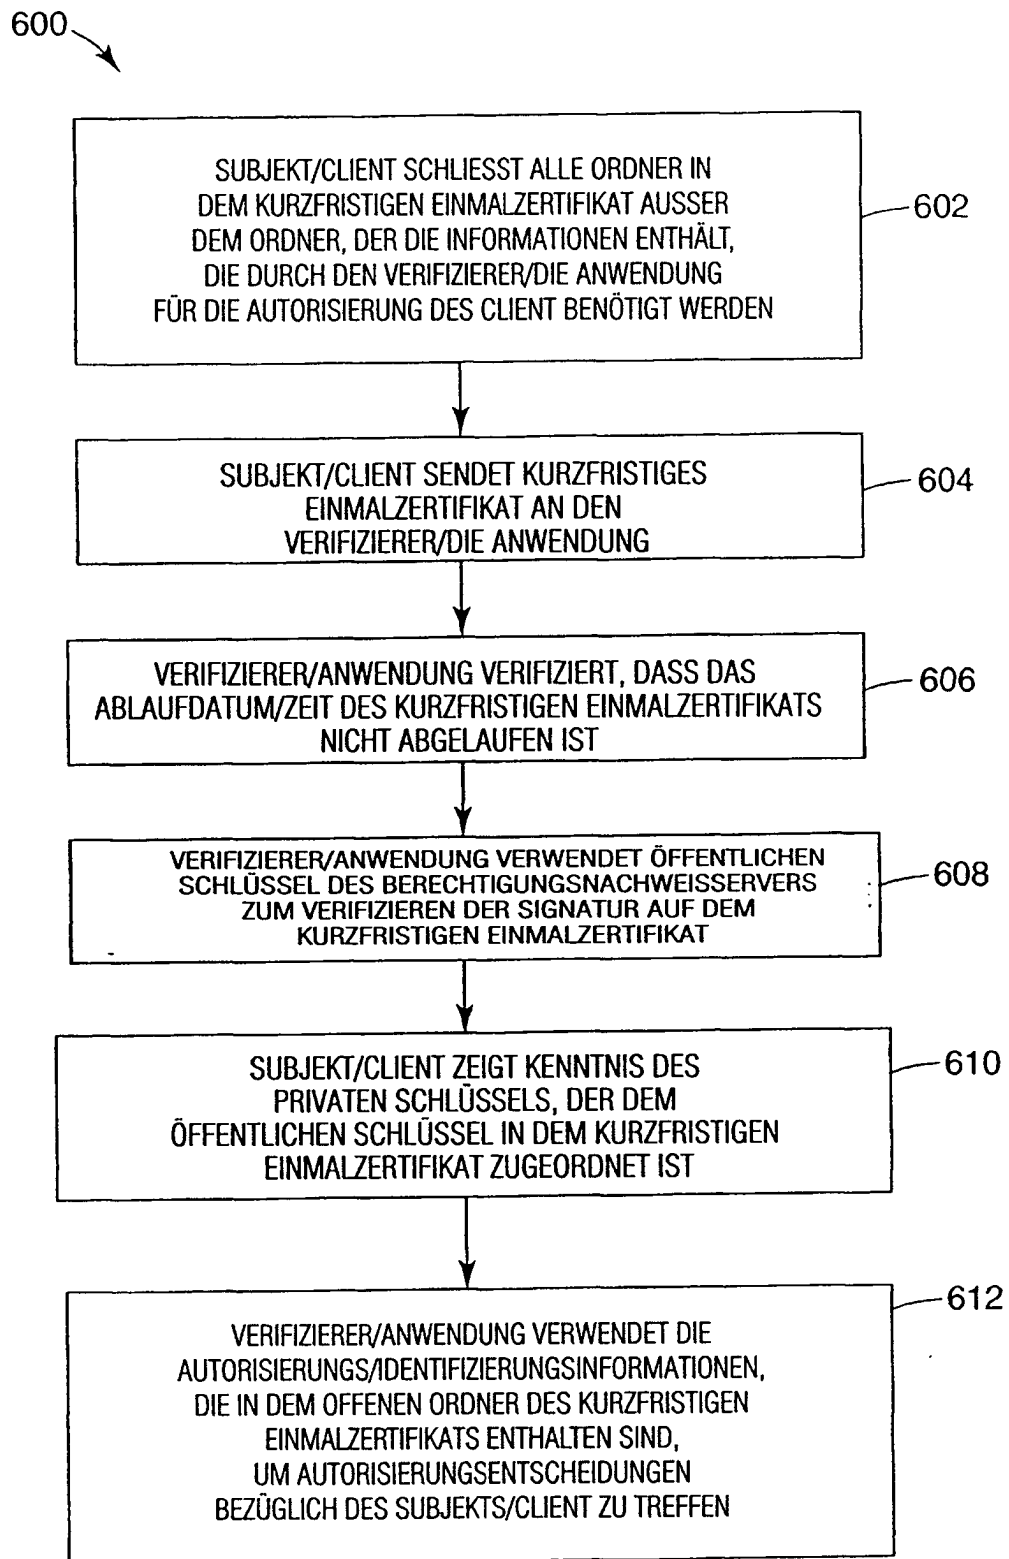 600
SUBJEKT/CLIENT SCHLIESST ALLE ORDNER IN
DEM KURZFRISTIGEN EINMALZERTIFIKAT AUSSER
DEM ORDNER, DER DIE INFORMATIONEN ENTHÄLT,
DIE DURCH DEN VERIFIZIERER/DIE ANWENDUNG
FÜR DIE AUTORISIERUNG DES CLIENT BENÖTIGT WERDEN
602
SUBJEKT/CLIENT SENDET KURZFRISTIGES
EINMALZERTIFIKAT AN DEN
VERIFIZIERER/DIE ANWENDUNG
604
VERIFIZIERER/ANWENDUNG VERIFIZIERT, DASS DAS
ABLAUFDATUM/ZEIT DES KURZFRISTIGEN EINMALZERTIFIKATS
NICHT ABGELAUFEN IST
606
VERIFIZIERER/ANWENDUNG VERWENDET ÖFFENTLICHEN
SCHLÜSSEL DES BERECHTIGUNGSNACHWEISSERVERS
ZUM VERIFIZIEREN DER SIGNATUR AUF DEM
KURZFRISTIGEN EINMALZERTIFIKAT
608
SUBJEKT/CLIENT ZEIGT KENNTNIS DES
PRIVATEN SCHLÜSSELS, DER DEM
ÖFFENTLICHEN SCHLÜSSEL IN DEM KURZFRISTIGEN
EINMALZERTIFIKAT ZUGEORDNET IST
610
VERIFIZIERER/ANWENDUNG VERWENDET DIE
AUTORISIERUNGS/IDENTIFIZIERUNGSINFORMATIONEN,
DIE IN DEM OFFENEN ORDNER DES KURZFRISTIGEN
EINMALZERTIFIKATS ENTHALTEN SIND,
UM AUTORISIERUNGSENTSCHEIDUNGEN
BEZÜGLICH DES SUBJEKTS/CLIENT ZU TREFFEN
612